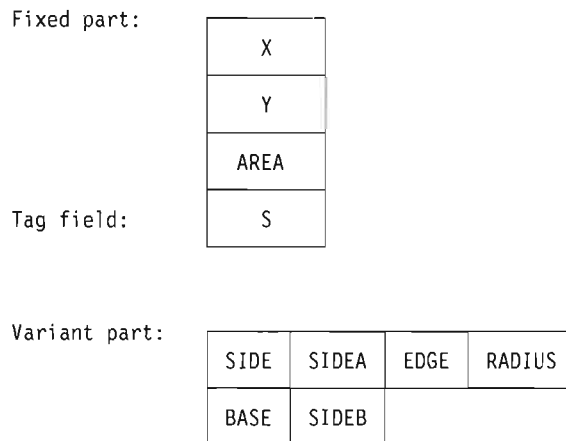 Fixed part:
X
Y
AREA
Tag field:
S
Variant part:
SIDE SIDEA EDGE RADIUS
BASE SIDEB